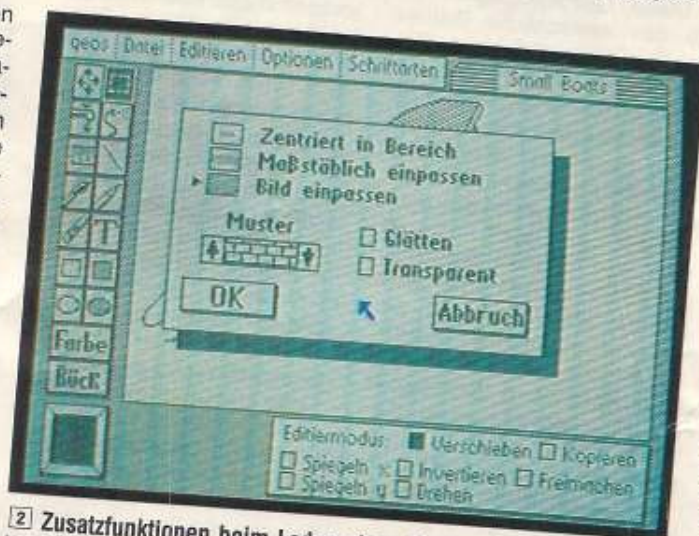 geos Datei Editieren Optionen Schriftarten Small Boats
Zentriert in Bereich
Maßstäblich einpassen
Bild einpassen
Muster
Glätten
Transparent
OK
Abbruch
T
Farbe
Rück
Editiermodus: Verschieben Kopieren
Spiegeln x Invertieren Freimachen
Spiegeln y Drehen
2 Zusatzfunktionen beim